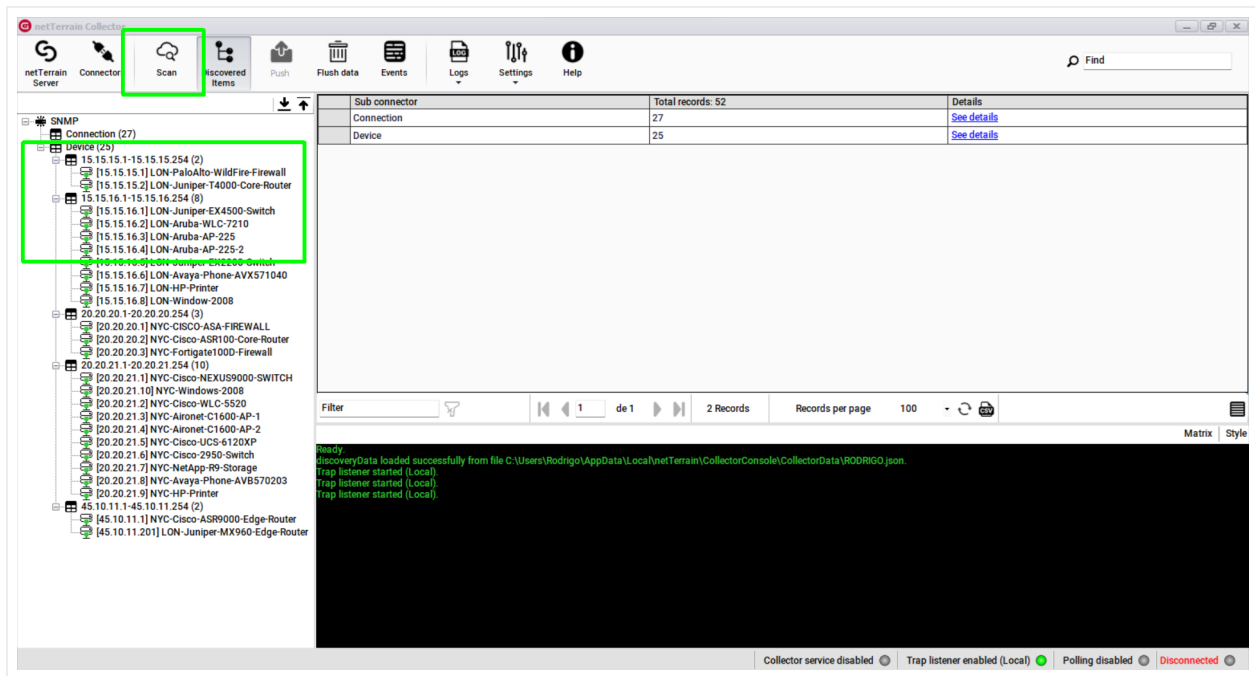 netTerrain Collector
netTerrain Server
Connector
Scan
Discovered Items
Push
Flush data
Events
LOG
Logs
Settings
Help
Find
SNMP
Connection (27)
Device (25)
15.15.15.1-15.15.15.254 (2)
[15.15.15.1] LON-PaloAlto-WildFire-Firewall
[15.15.15.2] LON-Juniper-T4000-Core-Router
15.15.16.1-15.15.16.254 (8)
[15.15.16.1] LON-Juniper-EX4500-Switch
[15.15.16.2] LON-Aruba-WLC-7210
[15.15.16.3] LON-Aruba-AP-225
[15.15.16.4] LON-Aruba-AP-225-2
[15.15.16.5] LON-Juniper-EX2200-Switch
[15.15.16.6] LON-Avaya-Phone-AVX571040
[15.15.16.7] LON-HP-Printer
[15.15.16.8] LON-Window-2008
20.20.20.1-20.20.20.254 (3)
[20.20.20.1] NYC-CISCO-ASA-FIREWALL
[20.20.20.2] NYC-Cisco-ASR100-Core-Router
[20.20.20.3] NYC-Fortigate100D-Firewall
20.20.21.1-20.20.21.254 (10)
[20.20.21.1] NYC-Cisco-NEXUS9000-SWITCH
[20.20.21.10] NYC-Windows-2008
[20.20.21.2] NYC-Cisco-WLC-5520
[20.20.21.3] NYC-Aironet-C1600-AP-1
[20.20.21.4] NYC-Aironet-C1600-AP-2
[20.20.21.5] NYC-Cisco-UCS-6120XP
[20.20.21.6] NYC-Cisco-2950-Switch
[20.20.21.7] NYC-NetApp-R9-Storage
[20.20.21.8] NYC-Avaya-Phone-AVB570203
[20.20.21.9] NYC-HP-Printer
45.10.11.1-45.10.11.254 (2)
[45.10.11.1] NYC-Cisco-ASR9000-Edge-Router
[45.10.11.201] LON-Juniper-MX960-Edge-Router
Sub connector Total records: 52 Details
Connection 27 See details
Device 25 See details
Filter 1 de 1 2 Records Records per page 100 CSV
Matrix Style
Ready.
discoveryData loaded successfully from file C:\Users\Rodrigo\AppData\Local\netTerrain\CollectorConsole\CollectorData\RODRIGO.json.
Trap listener started (Local).
Trap listener started (Local).
Trap listener started (Local).
Collector service disabled Trap listener enabled (Local) Polling disabled Disconnected